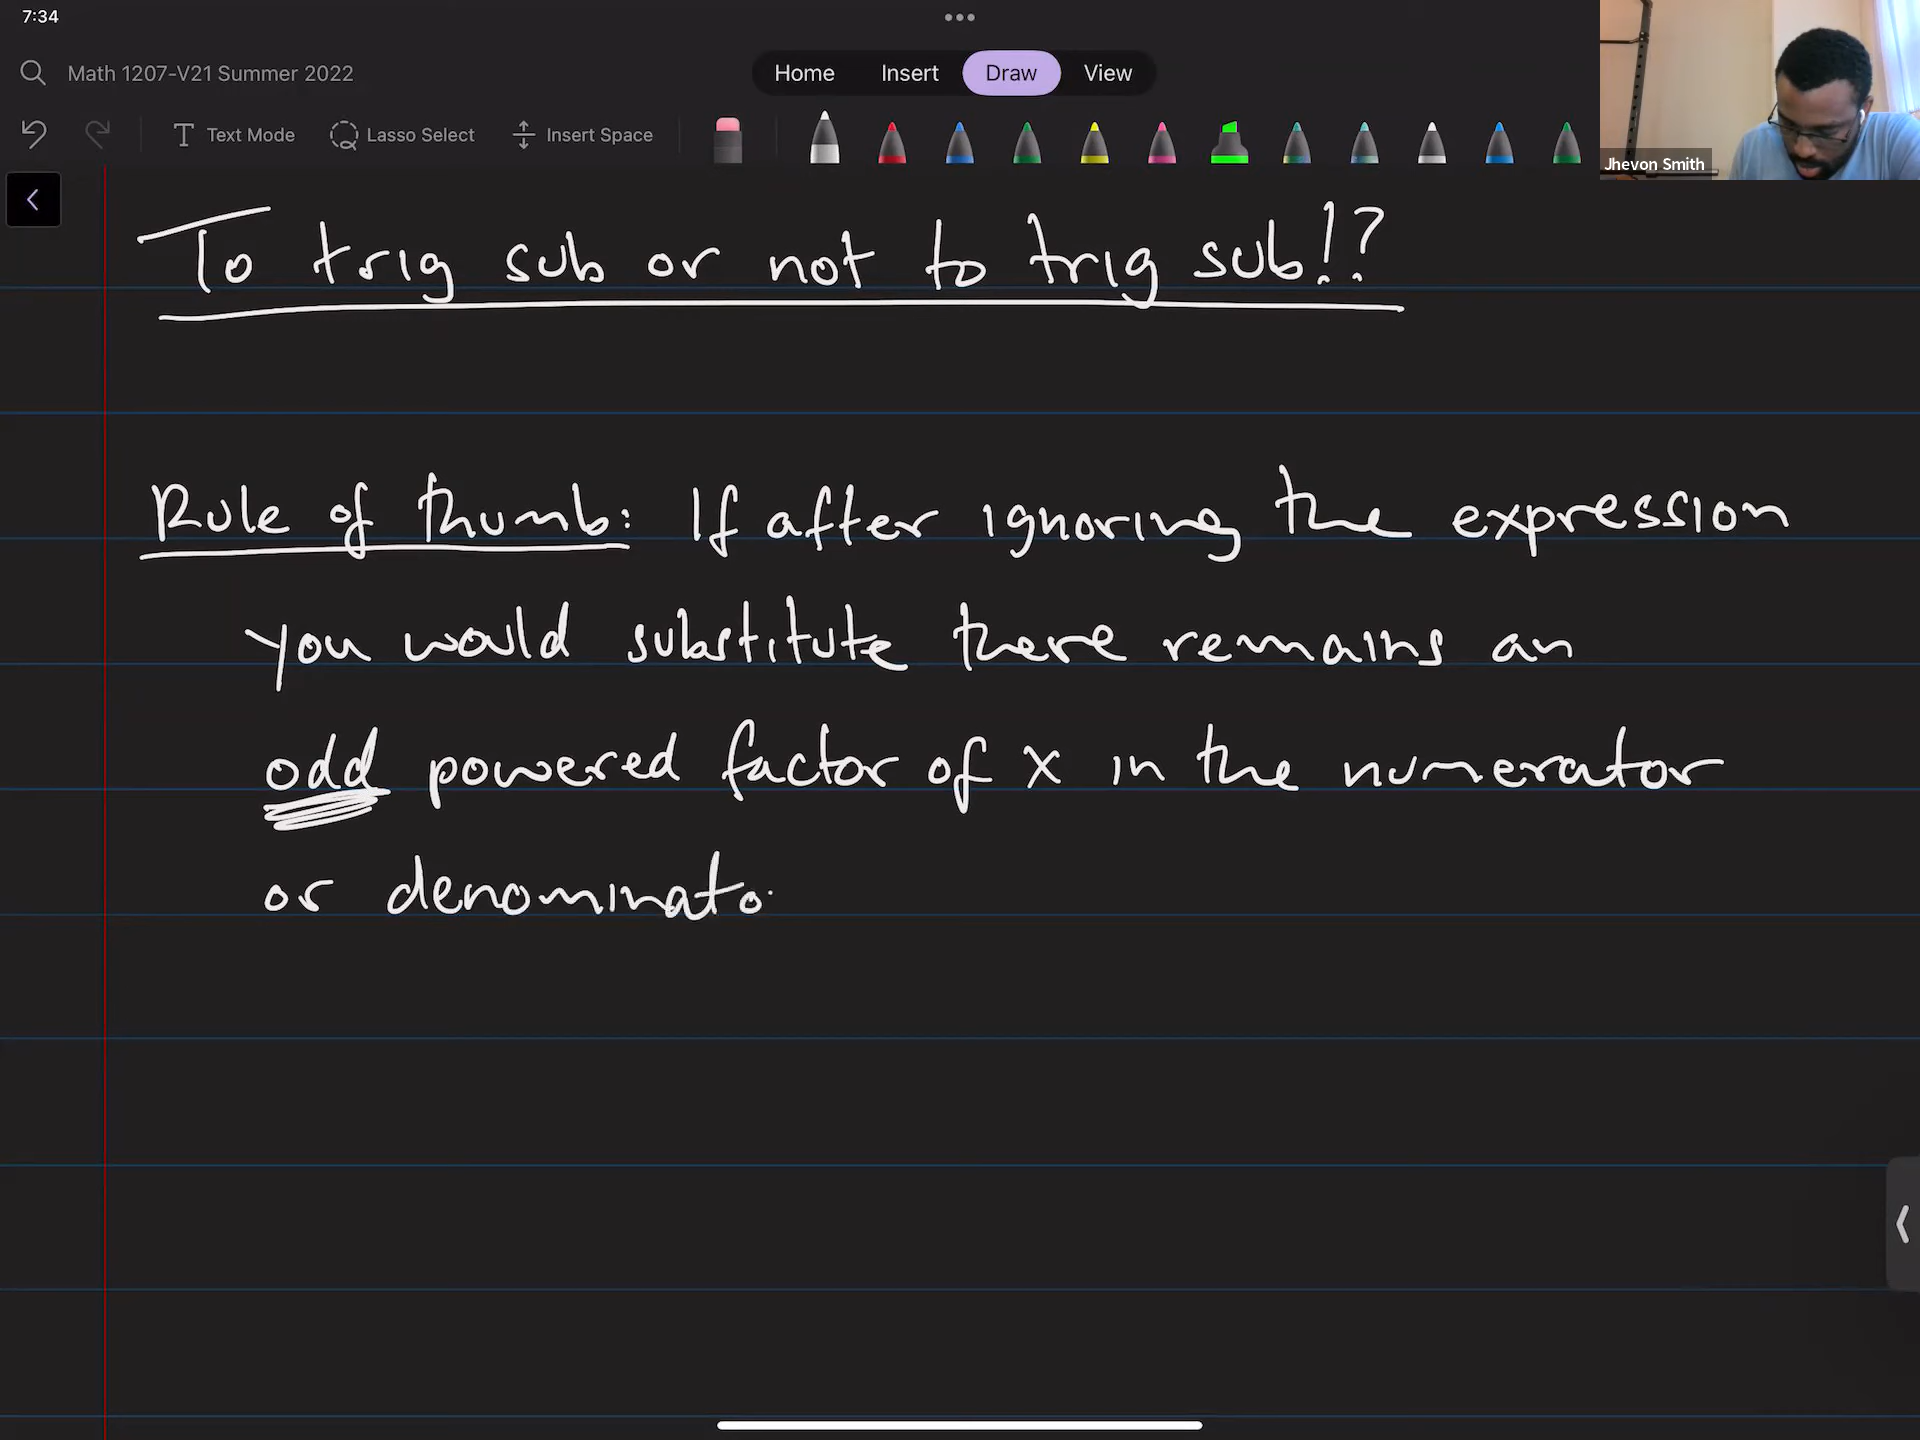 7:34
Math 1207-V21 Summer 2022
Home Insert Draw View
Text Mode Lasso Select Insert Space
Jhevon Smith
To trig sub or not to trig sub!?
Rule of thumb: If after ignoring the expression
you would substitute there remains an
odd powered factor of x in the numerator
or denominato